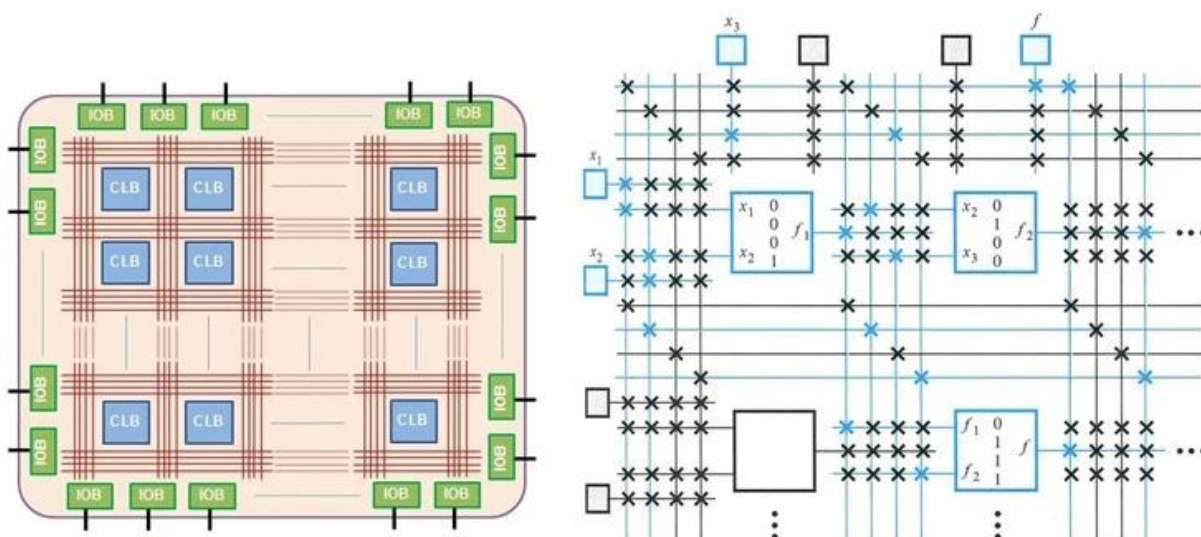 IOB IOB IOB IOB IOB
IOB IOB
CLB CLB CLB
IOB IOB
CLB CLB CLB
IOB IOB
CLB CLB CLB
IOB IOB
IOB IOB IOB IOB IOB
x3 f
x1
x1 0
0
0 f1
x2 1
x2 0
1
0 f2
x3 0
x2
f1 0
1
1 f
f2 1